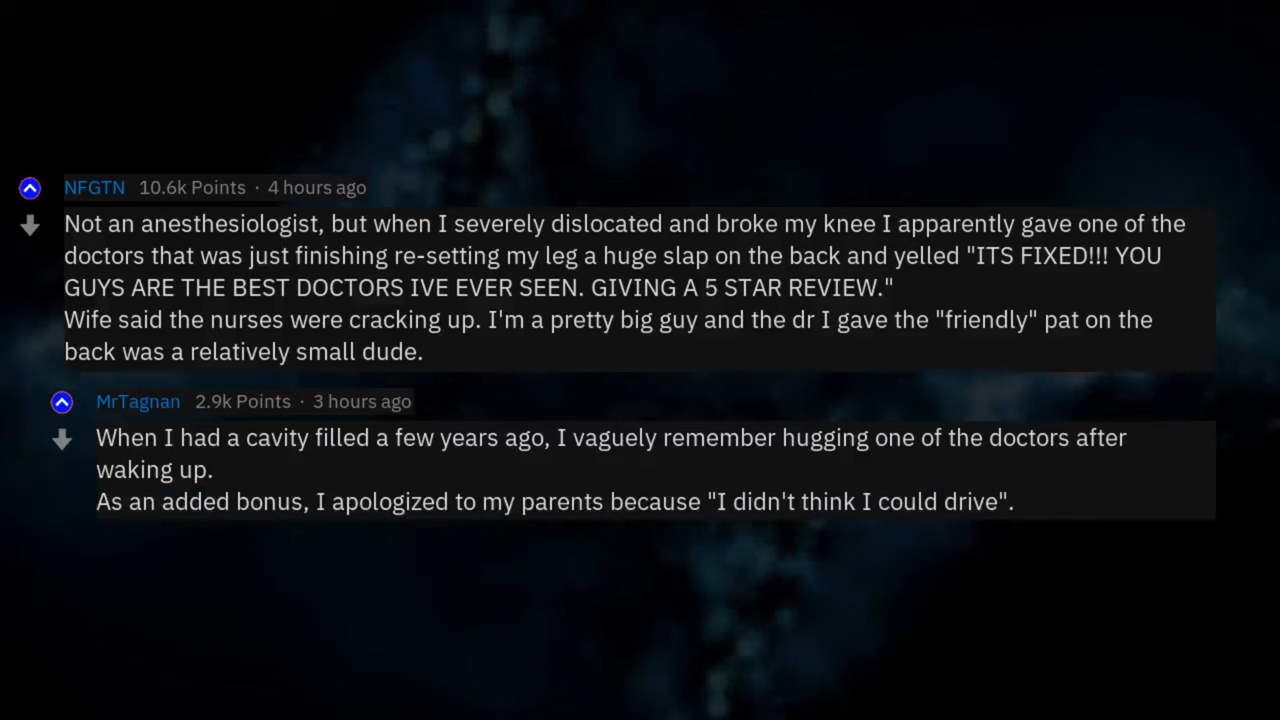 NFGTN 10.6k Points · 4 hours ago
Not an anesthesiologist, but when I severely dislocated and broke my knee I apparently gave one of the
doctors that was just finishing re-setting my leg a huge slap on the back and yelled "ITS FIXED!!! YOU
GUYS ARE THE BEST DOCTORS IVE EVER SEEN. GIVING A 5 STAR REVIEW."
Wife said the nurses were cracking up. I'm a pretty big guy and the dr I gave the "friendly" pat on the
back was a relatively small dude.
MrTagnan 2.9k Points · 3 hours ago
When I had a cavity filled a few years ago, I vaguely remember hugging one of the doctors after
waking up.
As an added bonus, I apologized to my parents because "I didn't think I could drive".